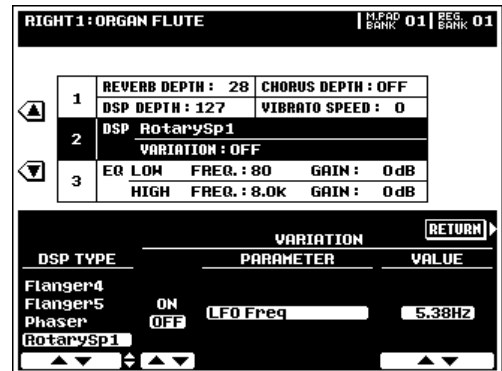 RIGHT1:ORGAN FLUTE
M.PAD BANK 01 REG. BANK 01
1 REVERB DEPTH: 28 CHORUS DEPTH: OFF
DSP DEPTH: 127 VIBRATO SPEED: 0
2 DSP RotarySp1
VARIATION: OFF
3 EQ LOW FREQ.: 80 GAIN: 0dB
HIGH FREQ.: 8.0K GAIN: 0dB
RETURN
VARIATION
DSP TYPE PARAMETER VALUE
Flanger4
Flanger5 ON
Phaser OFF LFO Freq 5.38Hz
RotarySp1